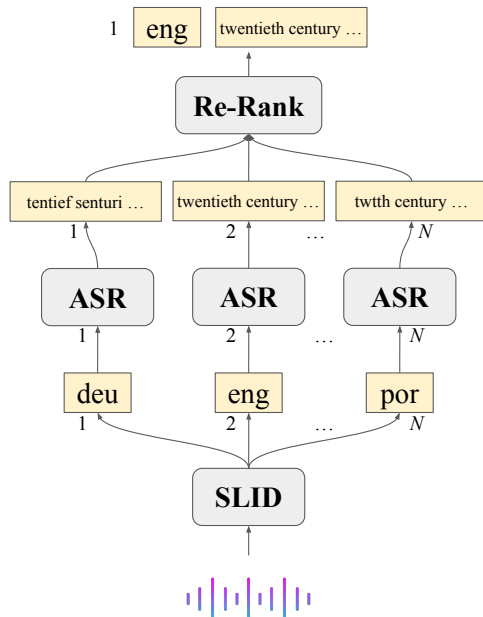 1 eng twentieth century …
Re-Rank
tentief senturi … twentieth century … twtth century …
1 2 … N
ASR ASR ASR
1 2 … N
deu eng por
1 2 … N
SLID